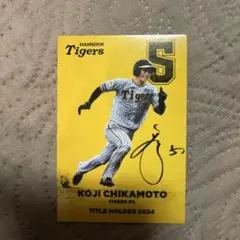 HANSHIN
Tigers
S
KOJI CHIKAMOTO
TIGERS #5
TITLE HOLDER 2024